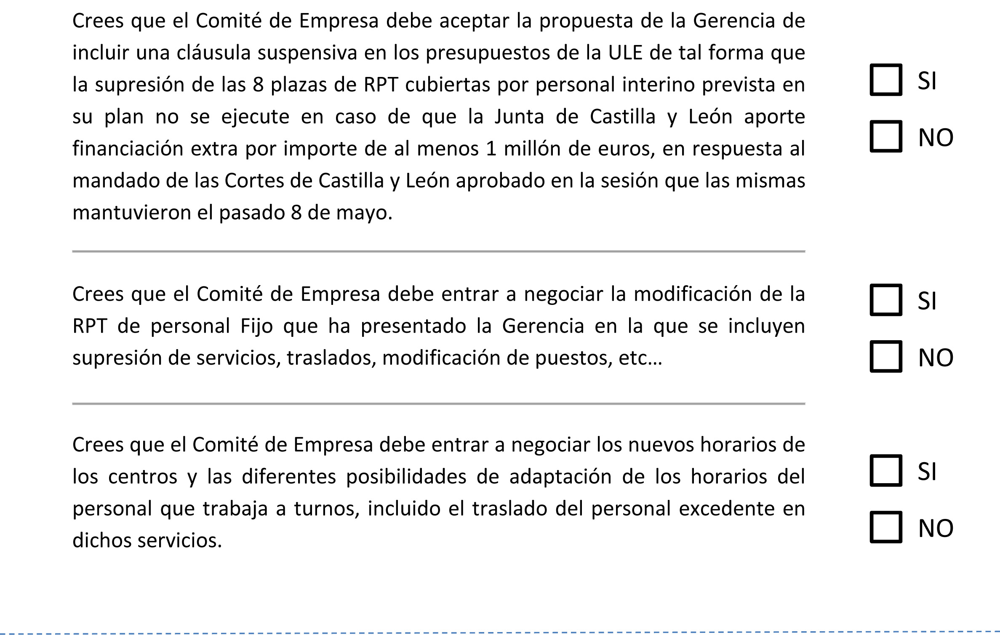 Crees que el Comité de Empresa debe aceptar la propuesta de la Gerencia de
incluir una cláusula suspensiva en los presupuestos de la ULE de tal forma que
la supresión de las 8 plazas de RPT cubiertas por personal interino prevista en
su plan no se ejecute en caso de que la Junta de Castilla y León aporte
financiación extra por importe de al menos 1 millón de euros, en respuesta al
mandado de las Cortes de Castilla y León aprobado en la sesión que las mismas
mantuvieron el pasado 8 de mayo.
SI
NO
Crees que el Comité de Empresa debe entrar a negociar la modificación de la
RPT de personal Fijo que ha presentado la Gerencia en la que se incluyen
supresión de servicios, traslados, modificación de puestos, etc...
SI
NO
Crees que el Comité de Empresa debe entrar a negociar los nuevos horarios de
los centros y las diferentes posibilidades de adaptación de los horarios del
personal que trabaja a turnos, incluido el traslado del personal excedente en
dichos servicios.
SI
NO